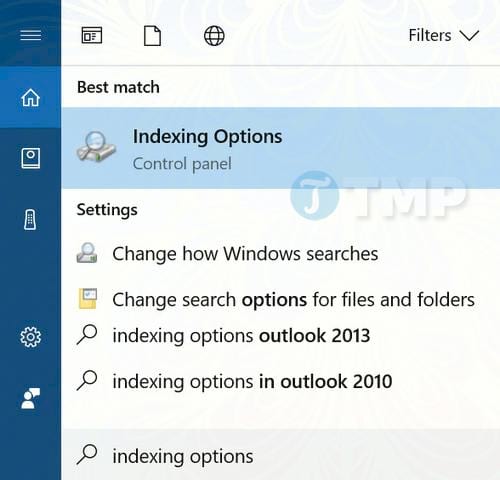 Filters
Best match
Indexing Options
Control panel
TMP
Settings
Change how Windows searches
Change search options for files and folders
indexing options outlook 2013
indexing options in outlook 2010
indexing options